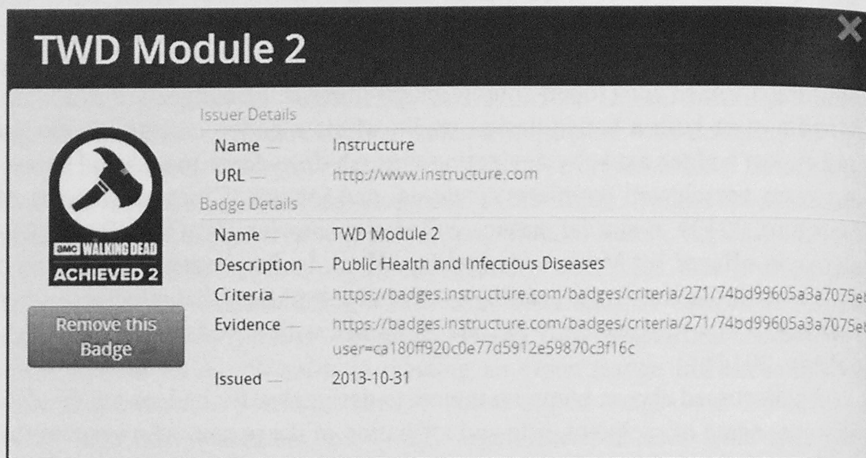 TWD Module 2
Issuer Details
Name — Instructure
URL — http://www.instructure.com
Badge Details
Name — TWD Module 2
Description — Public Health and Infectious Diseases
Criteria — https://badges.instructure.com/badges/criteria/271/74bd99605a3a7075e
Evidence — https://badges.instructure.com/badges/criteria/271/74bd99605a3a7075e
user=ca180ff920c0e77d5912e59870c3f16c
Issued — 2013-10-31
amc WALKING DEAD
ACHIEVED 2
Remove this
Badge